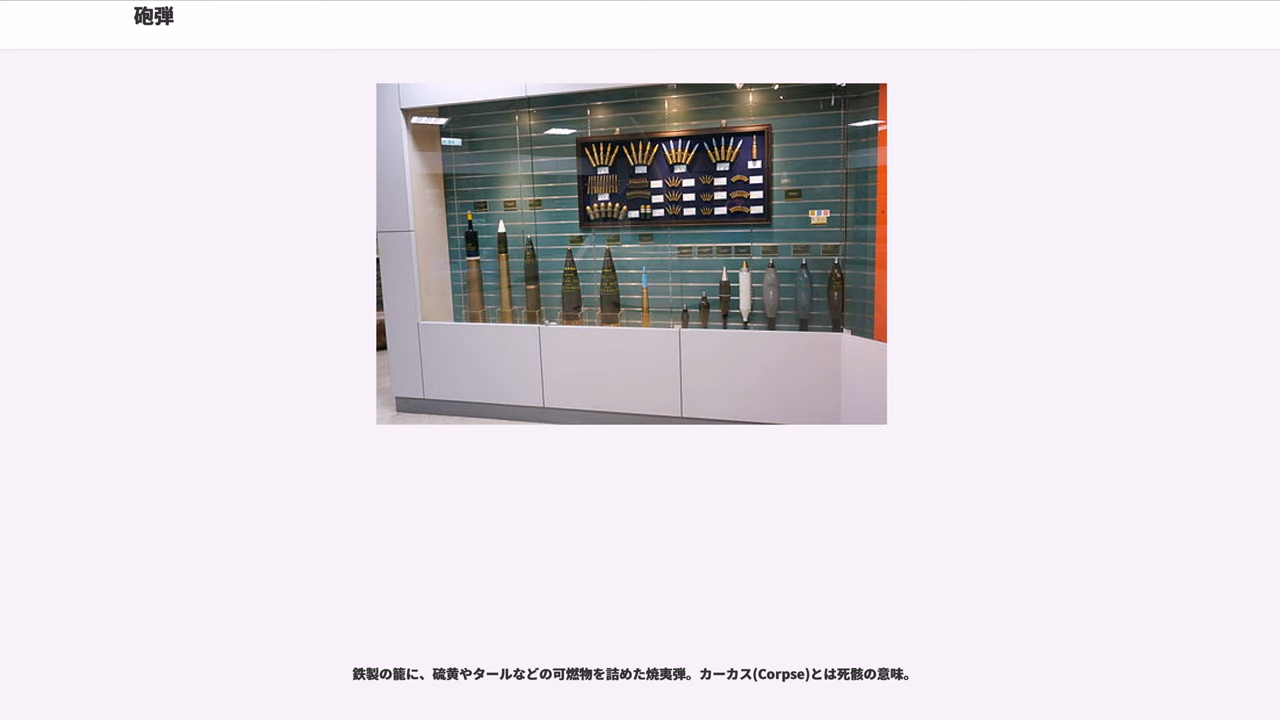 砲弾
鉄製の籠に、硫黄やタールなどの可燃物を詰めた焼夷弾。カーカス(Corpse)とは死骸の意味。